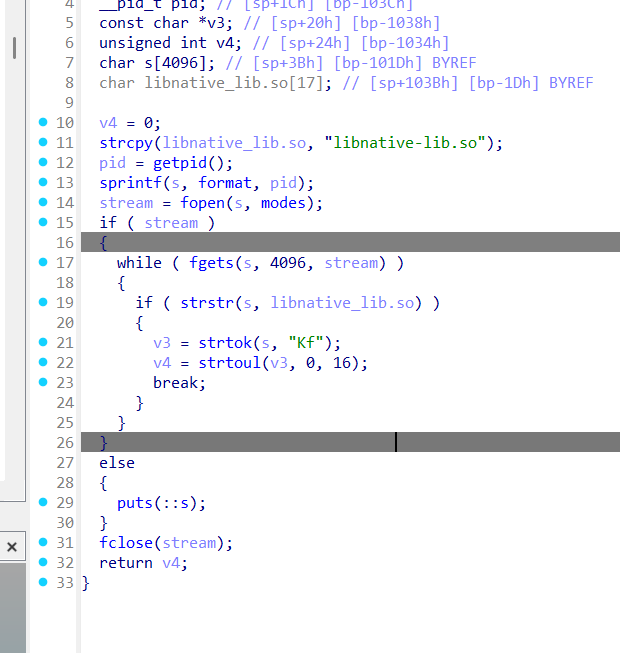 4 __pid_t pid; // [sp+1Ch] [bp-103Ch]
5 const char *v3; // [sp+20h] [bp-1038h]
6 unsigned int v4; // [sp+24h] [bp-1034h]
7 char s[4096]; // [sp+3Bh] [bp-101Dh] BYREF
8 char libnative_lib.so[17]; // [sp+103Bh] [bp-1Dh] BYREF
9
10 v4 = 0;
11 strcpy(libnative_lib.so, "libnative-lib.so");
12 pid = getpid();
13 sprintf(s, format, pid);
14 stream = fopen(s, modes);
15 if ( stream )
16 {
17 while ( fgets(s, 4096, stream) )
18 {
19 if ( strstr(s, libnative_lib.so) )
20 {
21 v3 = strtok(s, "Kf");
22 v4 = strtoul(v3, 0, 16);
23 break;
24 }
25 }
26 }
27 else
28 {
29 puts(::s);
30 }
31 fclose(stream);
32 return v4;
33 }